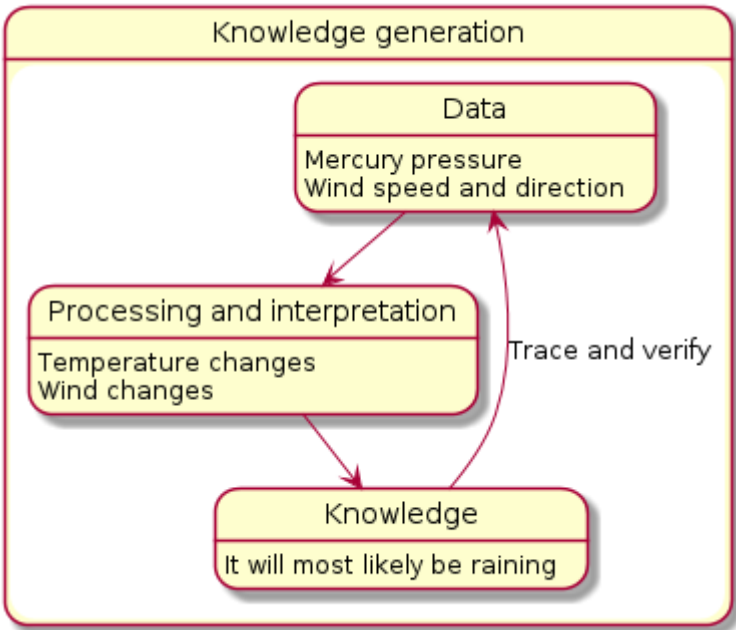 Knowledge generation
Data
Mercury pressure
Wind speed and direction
Processing and interpretation
Temperature changes
Wind changes
Trace and verify
Knowledge
It will most likely be raining